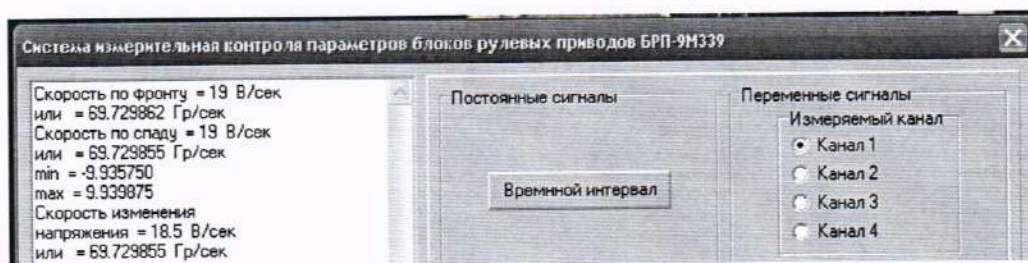 Система измерительная контроля параметров блоков рулевых приводов БРП-9М339
Скорость по фронту = 19 В/сек
или = 69.729862 Гр/сек
Скорость по спаду = 19 В/сек
или = 69.729855 Гр/сек
min = -9.935750
max = 9.939875
Скорость изменения
напряжения = 18.5 В/сек
или = 69.729855 Гр/сек
Постоянные сигналы
Времнной интервал
Переменные сигналы
Измеряемый канал
Канал 1
Канал 2
Канал 3
Канал 4